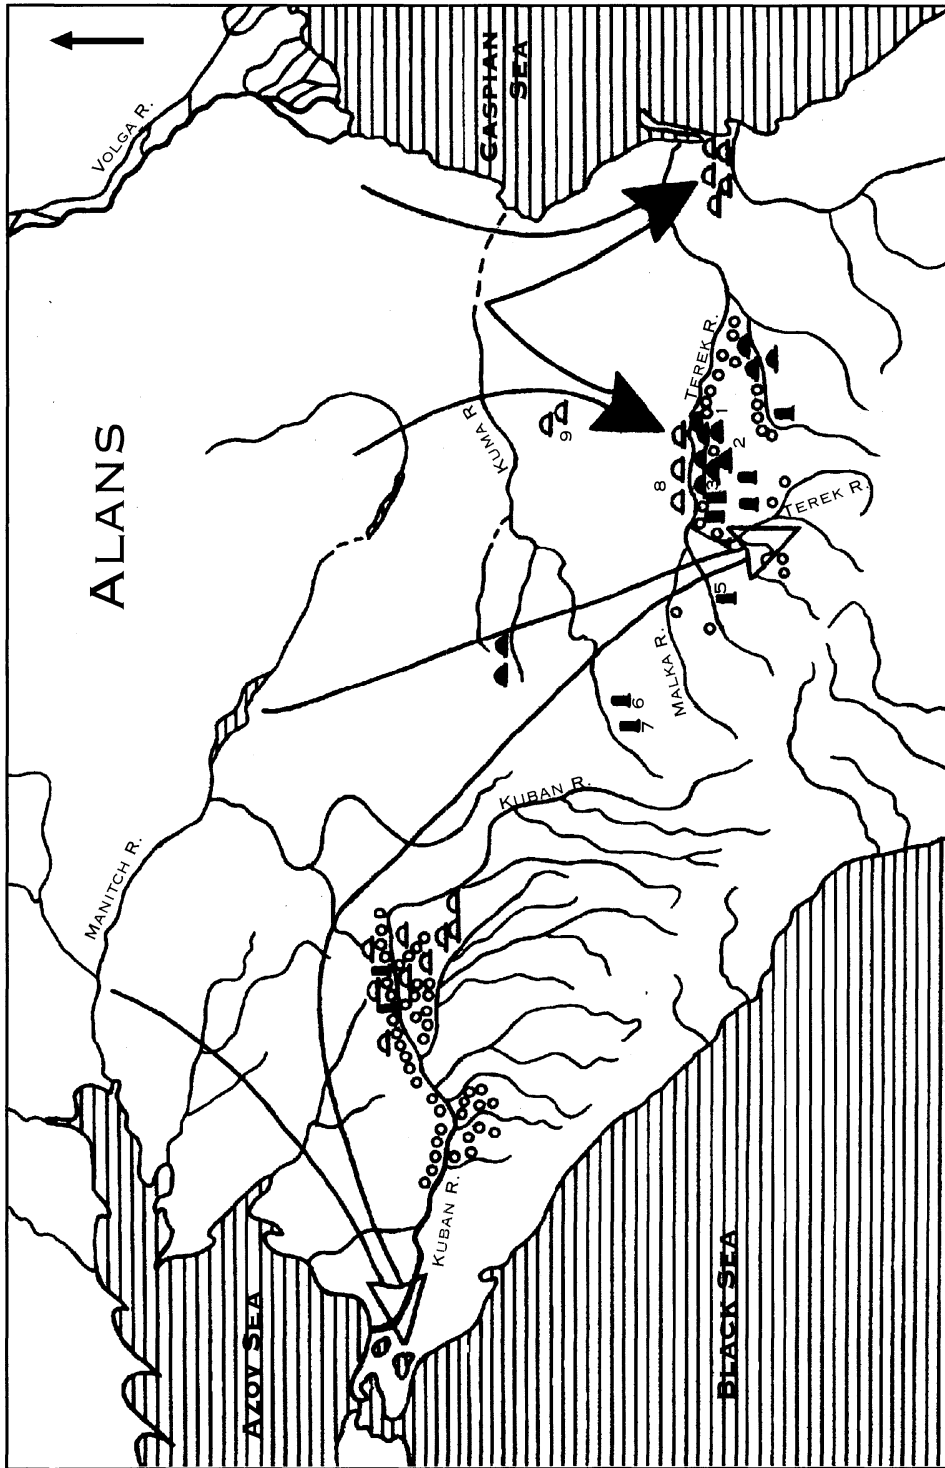 VOLGA R.
ALANS
MANITCH R.
AZOV SEA
CASPIAN
SEA
KUMA R
9
KUBAN R.
KUBAN R.
6
7
8
MALKA R.
TEREK R.
1
2
3
5
TEREK R.
BLACK SEA